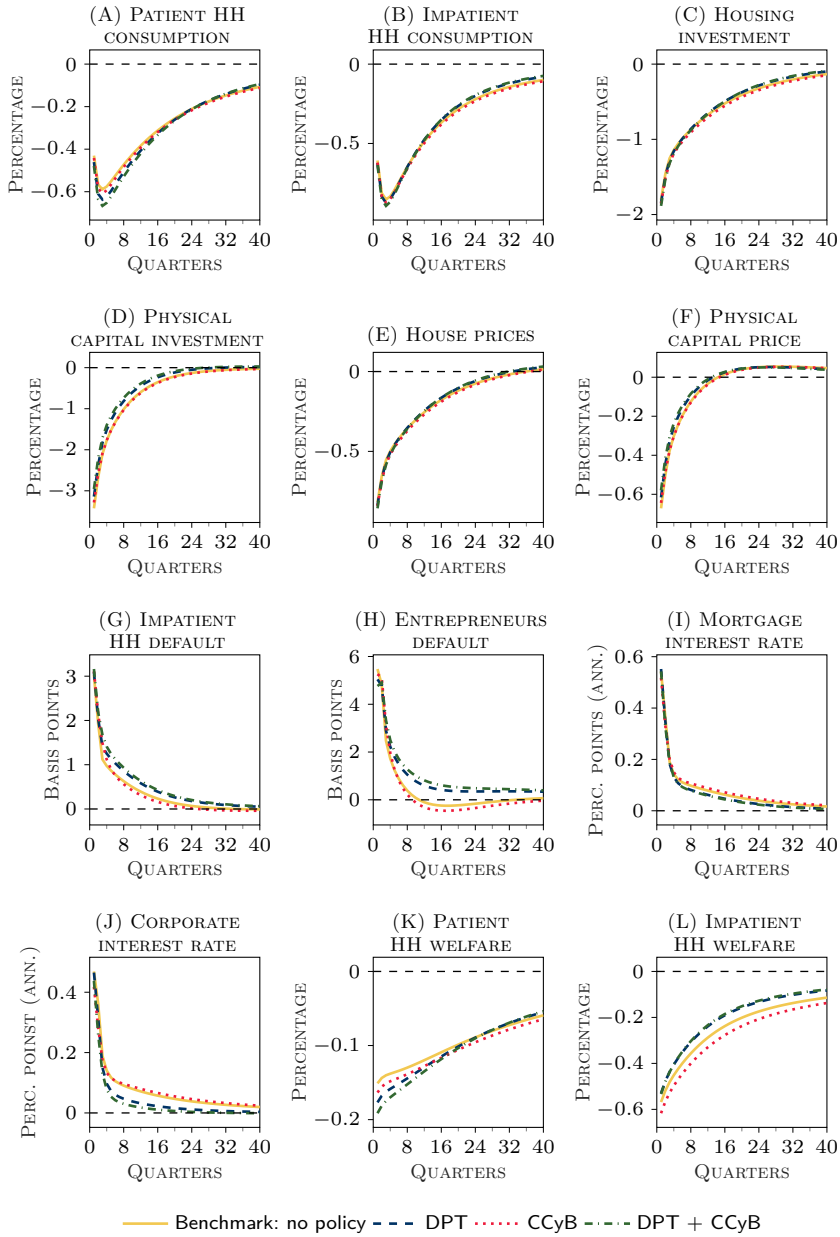 (A) Patient HH
consumption
(B) Impatient
HH consumption
(C) Housing
investment
Percentage
0
−0.2
−0.4
−0.6
0 8 16 24 32 40
Quarters
Percentage
0
−0.5
0 8 16 24 32 40
Quarters
Percentage
0
−1
−2
0 8 16 24 32 40
Quarters
(D) Physical
capital investment
(E) House prices
(F) Physical
capital price
Percentage
0
−1
−2
−3
0 8 16 24 32 40
Quarters
Percentage
0
−0.5
0 8 16 24 32 40
Quarters
Percentage
0
−0.2
−0.4
−0.6
0 8 16 24 32 40
Quarters
(G) Impatient
HH default
(H) Entrepreneurs
default
(I) Mortgage
interest rate
Basis points
3
2
1
0
0 8 16 24 32 40
Quarters
Basis points
6
4
2
0
0 8 16 24 32 40
Quarters
Perc. points (ann.)
0.6
0.4
0.2
0
0 8 16 24 32 40
Quarters
(J) Corporate
interest rate
(K) Patient
HH welfare
(L) Impatient
HH welfare
Perc. poinst (ann.)
0.4
0.2
0
0 8 16 24 32 40
Quarters
Percentage
0
−0.1
−0.2
0 8 16 24 32 40
Quarters
Percentage
0
−0.2
−0.4
−0.6
0 8 16 24 32 40
Quarters
Benchmark: no policy DPT CCyB DPT + CCyB